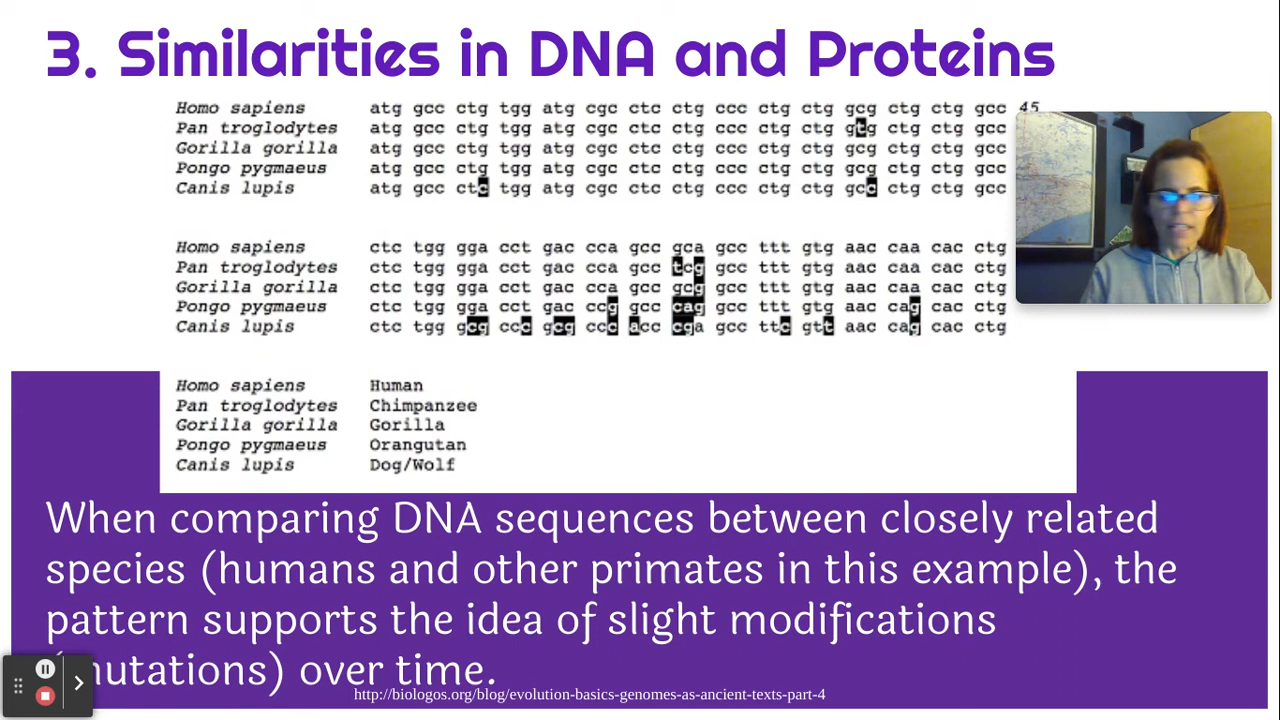 3. Similarities in DNA and Proteins
Homo sapiens atg gcc ctg tgg atg cgc ctc ctg ccc ctg ctg gcg ctg ctg gcc 45
Pan troglodytes atg gcc ctg tgg atg cgc ctc ctg ccc ctg ctg gtg ctg ctg gcc
Gorilla gorilla atg gcc ctg tgg atg cgc ctc ctg ccc ctg ctg gcg ctg ctg gcc
Pongo pygmaeus atg gcc ctg tgg atg cgc ctc ctg ccc ctg ctg gcg ctg ctg gcc
Canis lupis atg gcc ctc tgg atg cgc ctc ctg ccc ctg ctg gcc ctg ctg gcc
Homo sapiens ctc tgg gga cct gac cca gcc gca gcc ttt gtg aac caa cac ctg
Pan troglodytes ctc tgg gga cct gac cca gcc tcg gcc ttt gtg aac caa cac ctg
Gorilla gorilla ctc tgg gga cct gac cca gcc gcg gcc ttt gtg aac caa cac ctg
Pongo pygmaeus ctc tgg gga cct gac ccg gcc cag gcc ttt gtg aac cag cac ctg
Canis lupis ctc tgg gcg ccc gcg ccc acc cga gcc ttc gtt aac cag cac ctg
Homo sapiens Human
Pan troglodytes Chimpanzee
Gorilla gorilla Gorilla
Pongo pygmaeus Orangutan
Canis lupis Dog/Wolf
When comparing DNA sequences between closely related
species (humans and other primates in this example), the
pattern supports the idea of slight modifications
(mutations) over time.
http://biologos.org/blog/evolution-basics-genomes-as-ancient-texts-part-4